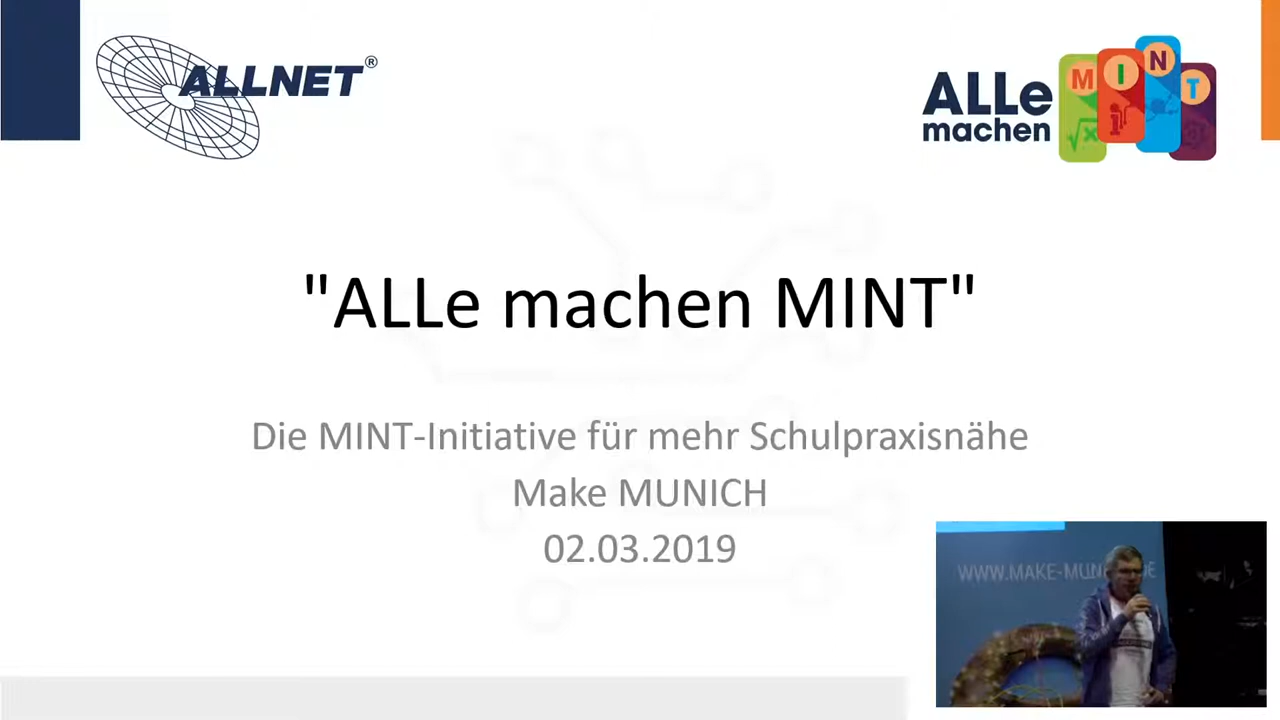 ALLNET®
ALLe
machen
M I N T
√x
"ALLe machen MINT"
Die MINT-Initiative für mehr Schulpraxisnähe
Make MUNICH
02.03.2019
WWW.MAKE-MUN